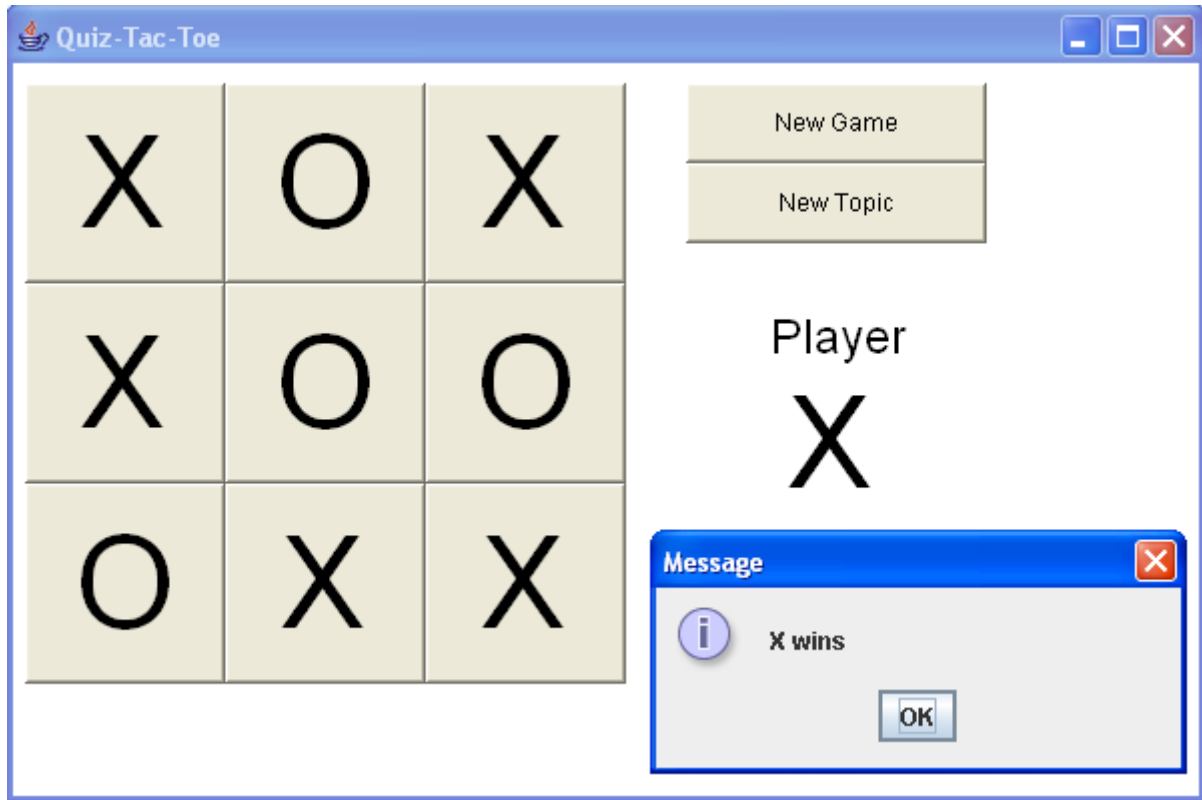 Quiz-Tac-Toe
X O X
X O O
O X X
New Game
New Topic
Player
X
Message
X wins
OK